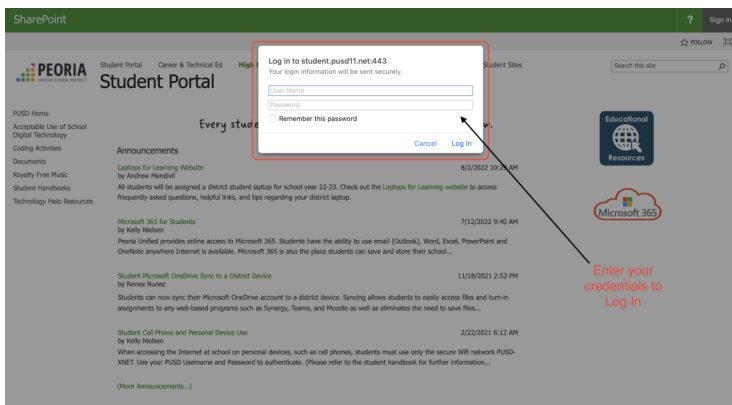 SharePoint
? Sign in
FOLLOW
PEORIA
UNIFIED SCHOOL DISTRICT
Student Portal Career & Technical Ed High S
Student Sites
Student Portal
Search this site
Log in to student.pusd11.net:443
Your login information will be sent securely.
User Name
Password
Remember this password
Cancel Log In
PUSD Home
Acceptable Use of School
Digital Technology
Coding Activities
Documents
Royalty Free Music
Student Handbooks
Technology Help Resources
Every stude
w.
Announcements
Laptops for Learning Website 8/2/2022 10:25 AM
by Andrew Mendivil
All students will be assigned a district student laptop for school year 22-23. Check out the Laptops for Learning website to access
frequently asked questions, helpful links, and tips regarding your district laptop.
Microsoft 365 for Students 7/12/2022 9:40 AM
by Kelly Nielsen
Peoria Unified provides online access to Microsoft 365. Students have the ability to use email (Outlook), Word, Excel, PowerPoint and
OneNote anywhere Internet is available. Microsoft 365 is also the place students can save and store their school...
Student Microsoft OneDrive Sync to a District Device 11/18/2021 2:53 PM
by Renee Nunez
Students can now sync their Microsoft OneDrive account to a district device. Syncing allows students to easily access files and turn-in
assignments to any web-based programs such as Synergy, Teams, and Moodle as well as eliminates the need to save files...
Student Cell Phone and Personal Device Use 2/22/2021 6:12 AM
by Kelly Nielsen
When accessing the Internet at school on personal devices, such as cell phones, students must use only the secure Wifi network PUSD-
XNET. Use your PUSD Username and Password to authenticate. (Please refer to the student handbook for further information...
(More Announcements...)
Educational
Resources
Microsoft 365
Enter your
credentials to
Log In